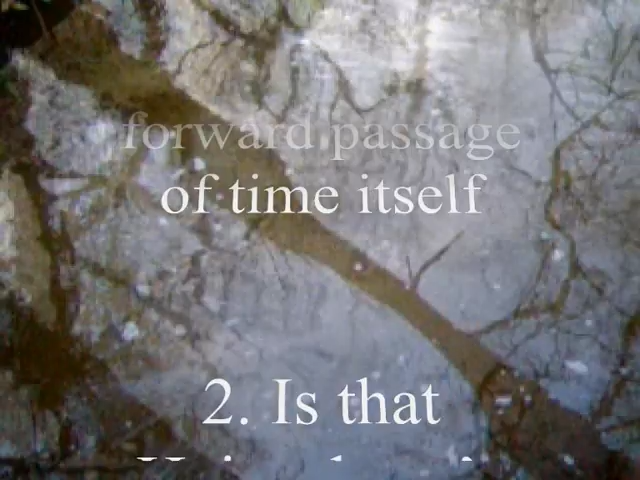 forward passage
of time itself
2. Is that